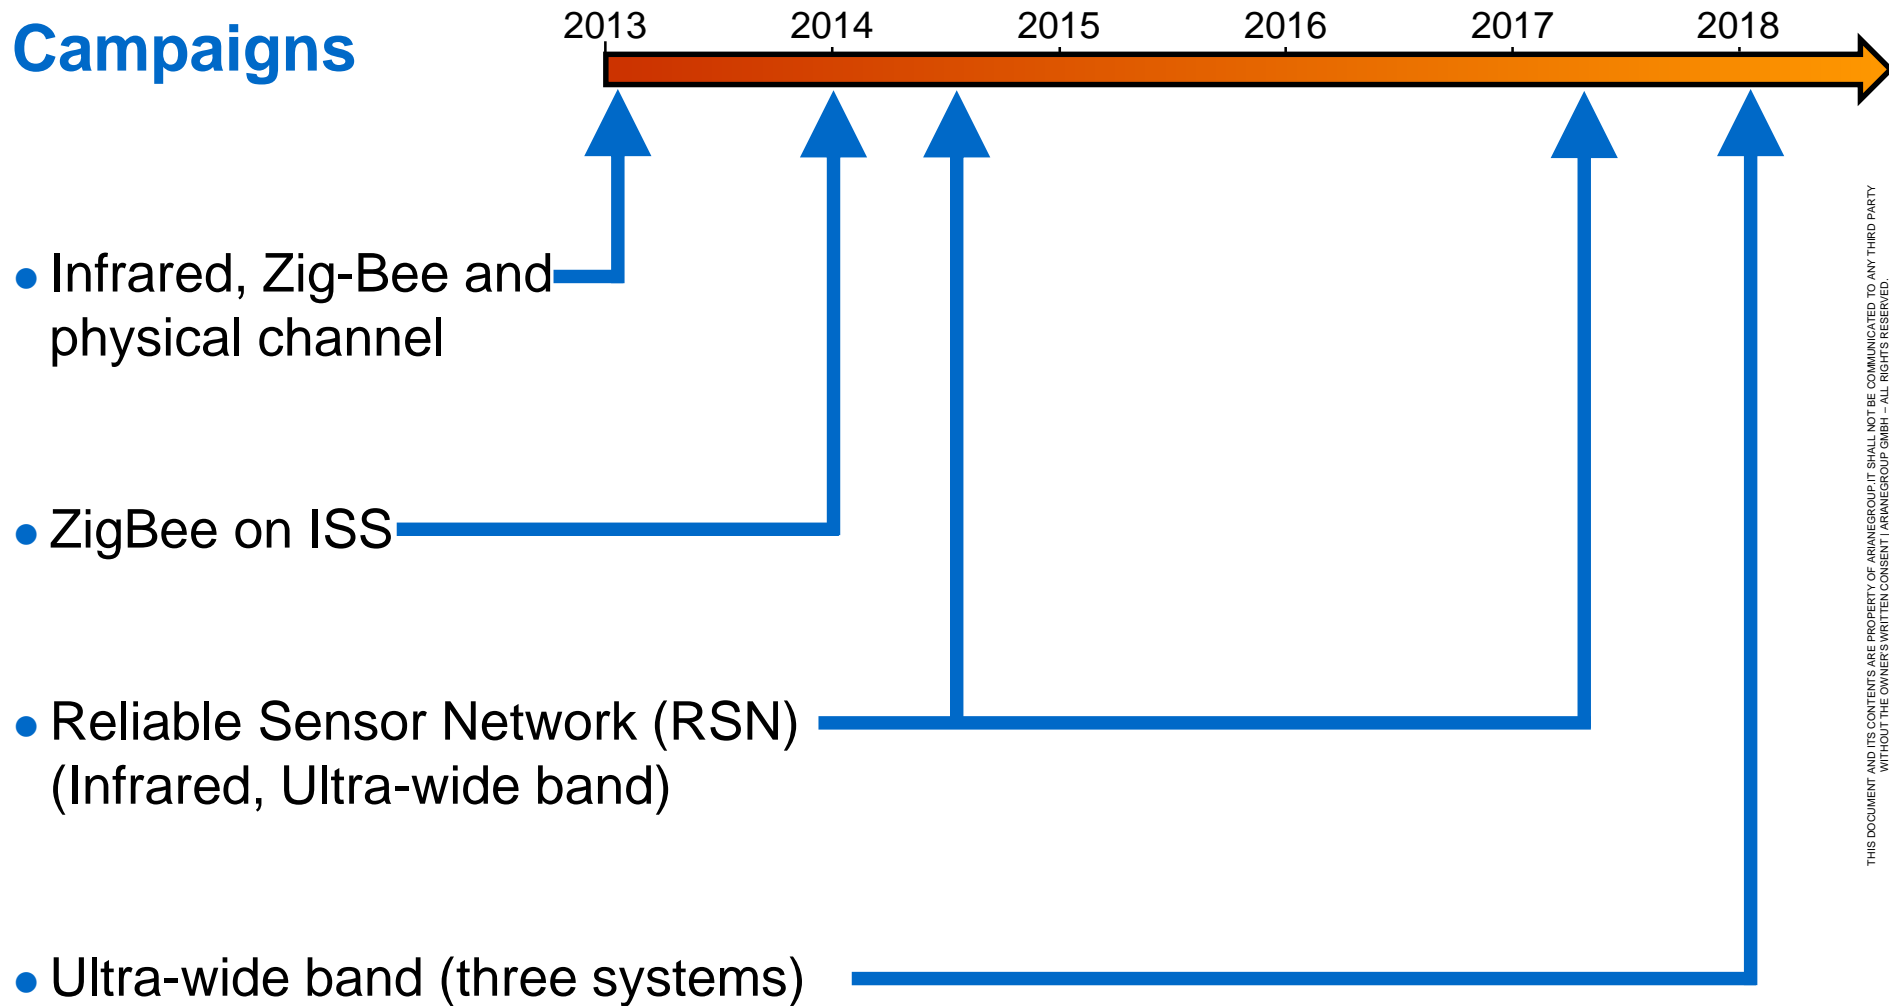 Campaigns
2013 2014 2015 2016 2017 2018
● Infrared, Zig-Bee and
physical channel
● ZigBee on ISS
● Reliable Sensor Network (RSN)
(Infrared, Ultra-wide band)
● Ultra-wide band (three systems)
THIS DOCUMENT AND ITS CONTENTS ARE PROPERTY OF ARIANEGROUP.IT SHALL NOT BE COMMUNICATED TO ANY THIRD PARTY
WITHOUT THE OWNER'S WRITTEN CONSENT | ARIANEGROUP GMBH – ALL RIGHTS RESERVED.